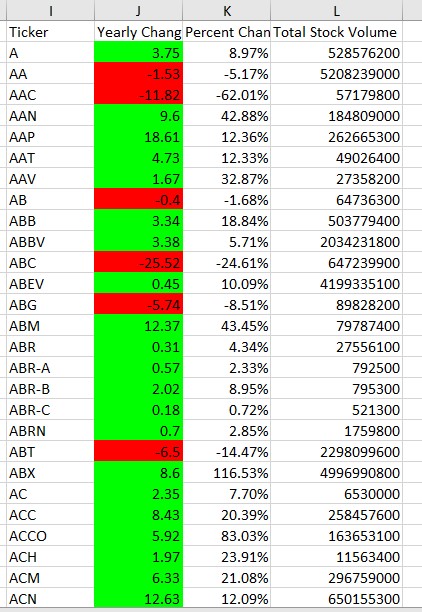 I J K L
Ticker Yearly Chang Percent Chan Total Stock Volume
A 3.75 8.97% 528576200
AA -1.53 -5.17% 5208239000
AAC -11.82 -62.01% 57179800
AAN 9.6 42.88% 184809000
AAP 18.61 12.36% 262665300
AAT 4.73 12.33% 49026400
AAV 1.67 32.87% 27358200
AB -0.4 -1.68% 64736300
ABB 3.34 18.84% 503779400
ABBV 3.38 5.71% 2034231800
ABC -25.52 -24.61% 647239900
ABEV 0.45 10.09% 4199335100
ABG -5.74 -8.51% 89828200
ABM 12.37 43.45% 79787400
ABR 0.31 4.34% 27556100
ABR-A 0.57 2.33% 792500
ABR-B 2.02 8.95% 795300
ABR-C 0.18 0.72% 521300
ABRN 0.7 2.85% 1759800
ABT -6.5 -14.47% 2298099600
ABX 8.6 116.53% 4996990800
AC 2.35 7.70% 6530000
ACC 8.43 20.39% 258457600
ACCO 5.92 83.03% 163653100
ACH 1.97 23.91% 11563400
ACM 6.33 21.08% 296759000
ACN 12.63 12.09% 650155300